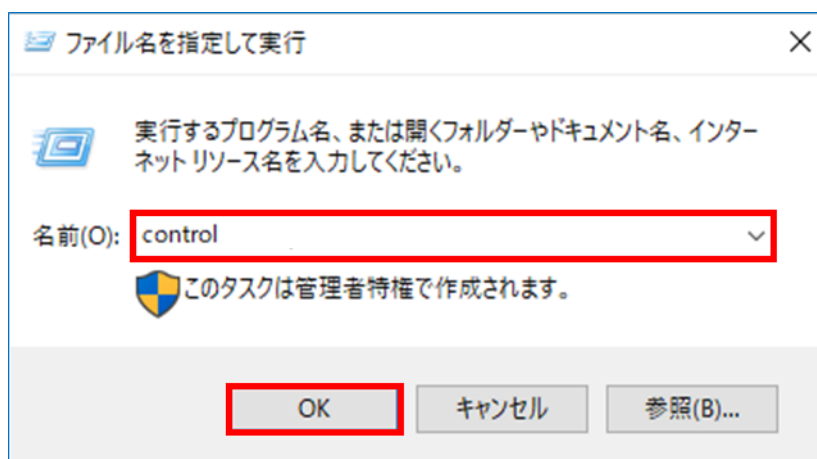 ファイル名を指定して実行
実行するプログラム名、または開くフォルダーやドキュメント名、インター
ネット リソース名を入力してください。
名前(O): control
このタスクは管理者特権で作成されます。
OK キャンセル 参照(B)...